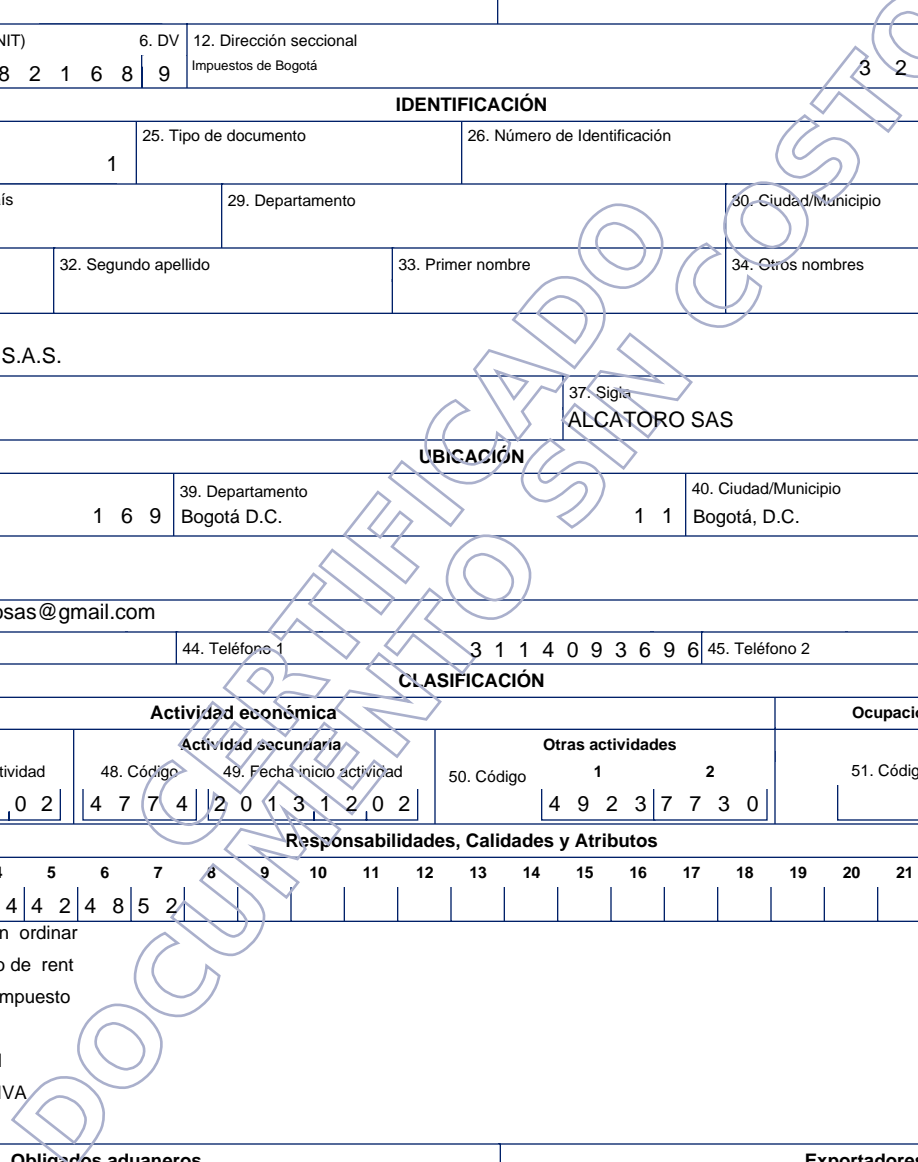 NIT) 6. DV 12. Dirección seccional
8 2 1 6 8 9 Impuestos de Bogotá 3 2
IDENTIFICACIÓN
25. Tipo de documento 26. Número de Identificación
1
ís 29. Departamento 30. Ciudad/Municipio
32. Segundo apellido 33. Primer nombre 34. Otros nombres
S.A.S.
37. Sigla
ALCATORO SAS
UBICACIÓN
39. Departamento 40. Ciudad/Municipio
1 6 9 Bogotá D.C. 1 1 Bogotá, D.C.
osas@gmail.com
44. Teléfono 1 3 1 1 4 0 9 3 6 9 6 45. Teléfono 2
CLASIFICACIÓN
Actividad económica Ocupació
Actividad secundaria Otras actividades
tividad 48. Código 49. Fecha inicio actividad 50. Código 1 2 51. Códig
0 2 4 7 7 4 2 0 1 3 1 2 0 2 4 9 2 3 7 7 3 0
Responsabilidades, Calidades y Atributos
5 6 7 8 9 10 11 12 13 14 15 16 17 18 19 20 21
4 4 2 4 8 5 2
n ordinar
o de rent
mpuesto
IVA
Obligados aduaneros Exportadores
CERTIFICADO
DOCUMENTO SIN COSTO